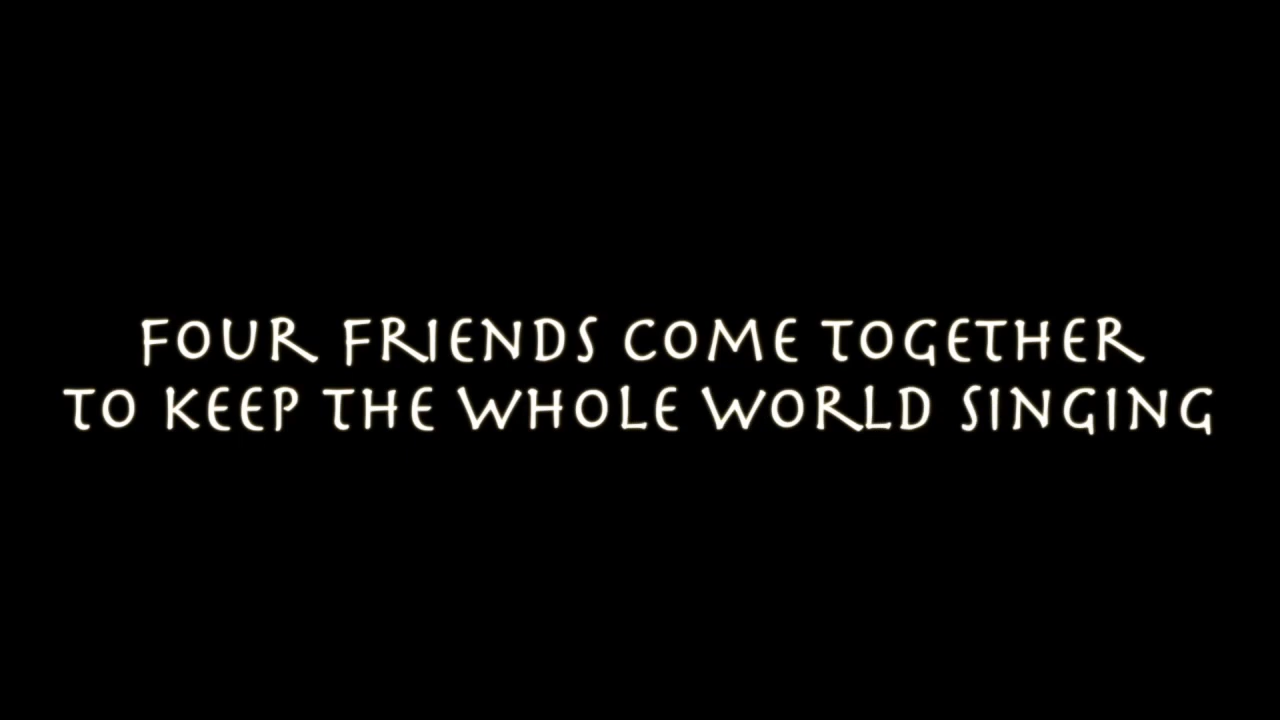 FOUR FRIENDS COME TOGETHER
TO KEEP THE WHOLE WORLD SINGING